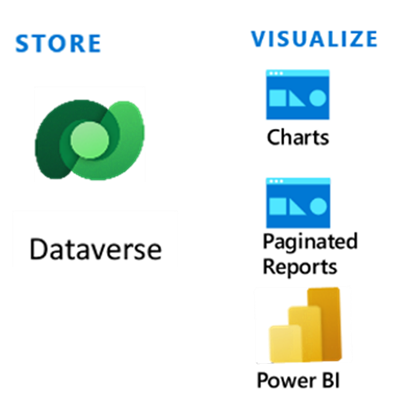 STORE
Dataverse
VISUALIZE
Charts
Paginated
Reports
Power BI